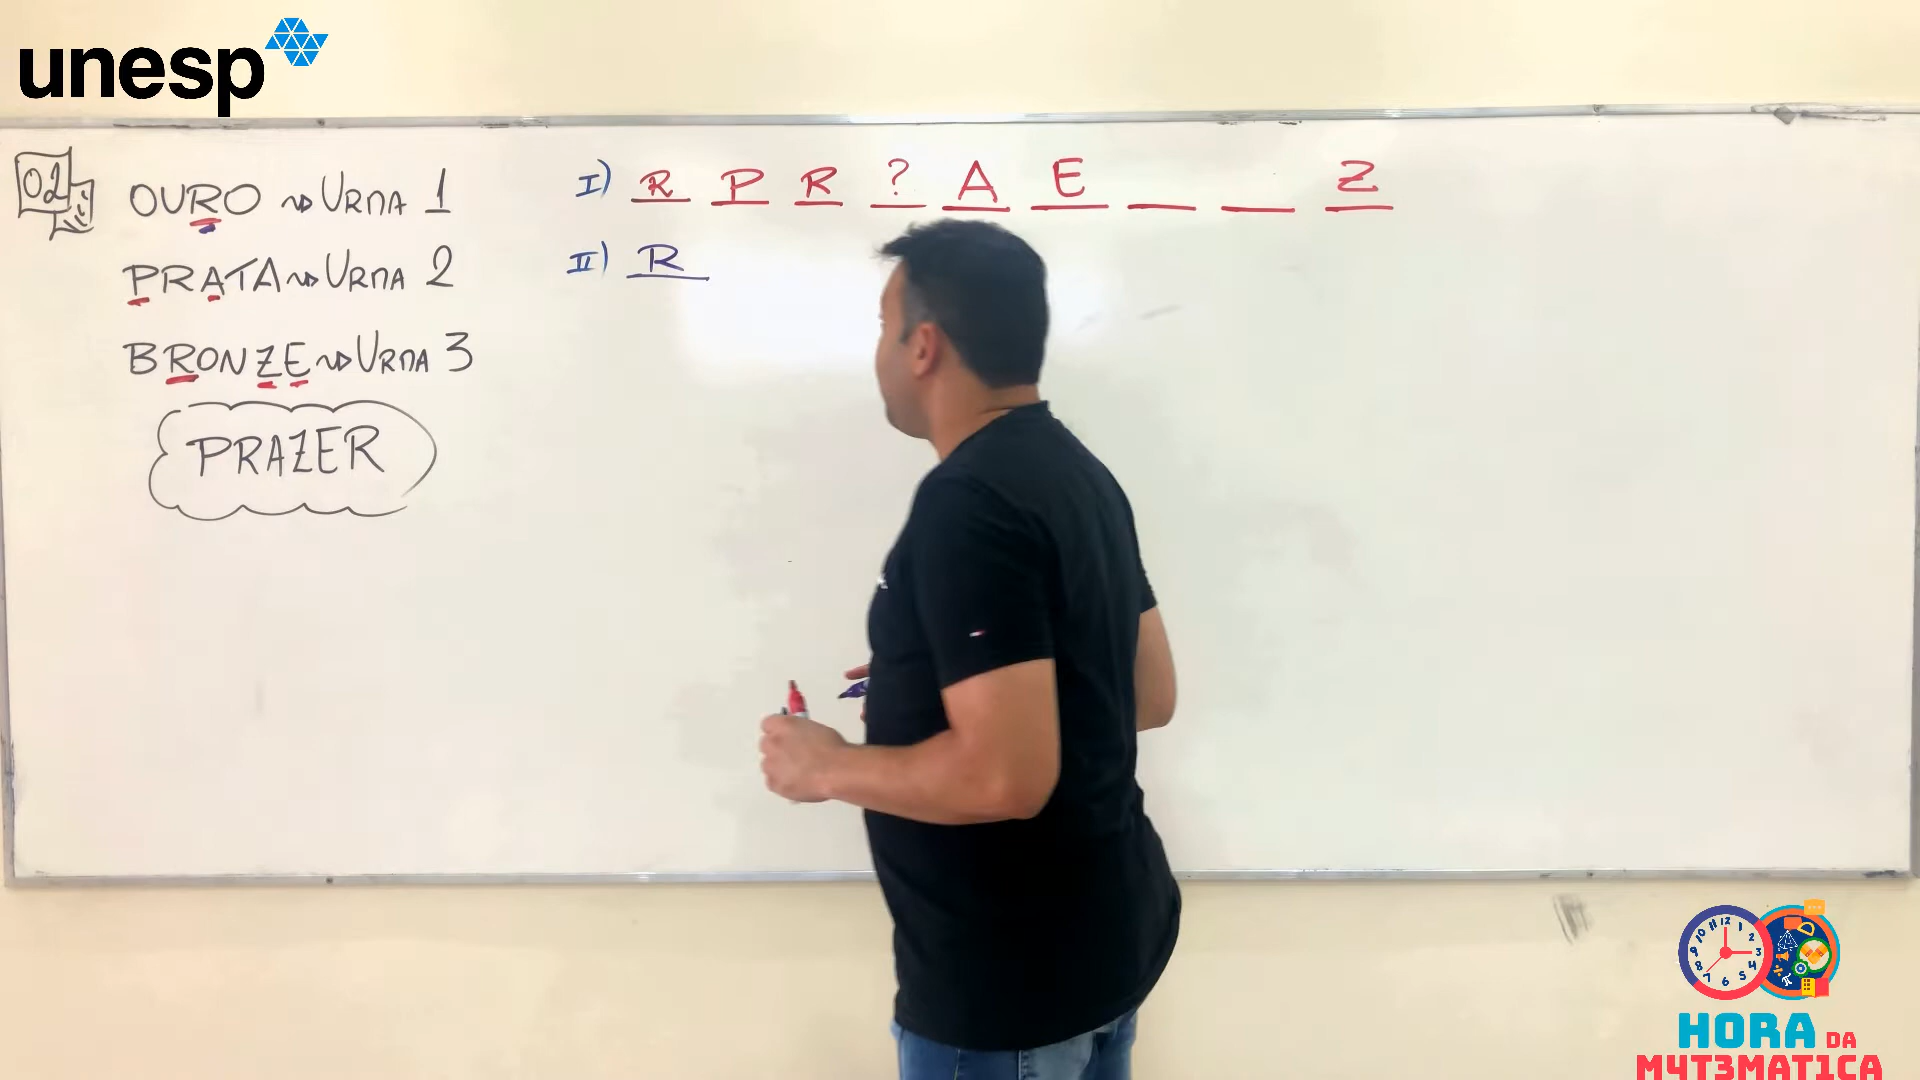 unesp
02
OURO ⇝ URNA 1
PRATA ⇝ URNA 2
BRONZE ⇝ URNA 3
PRAZER
I) R P R ? A E _ _ Z
II) R
HORA DA
M4T3MAT1CA